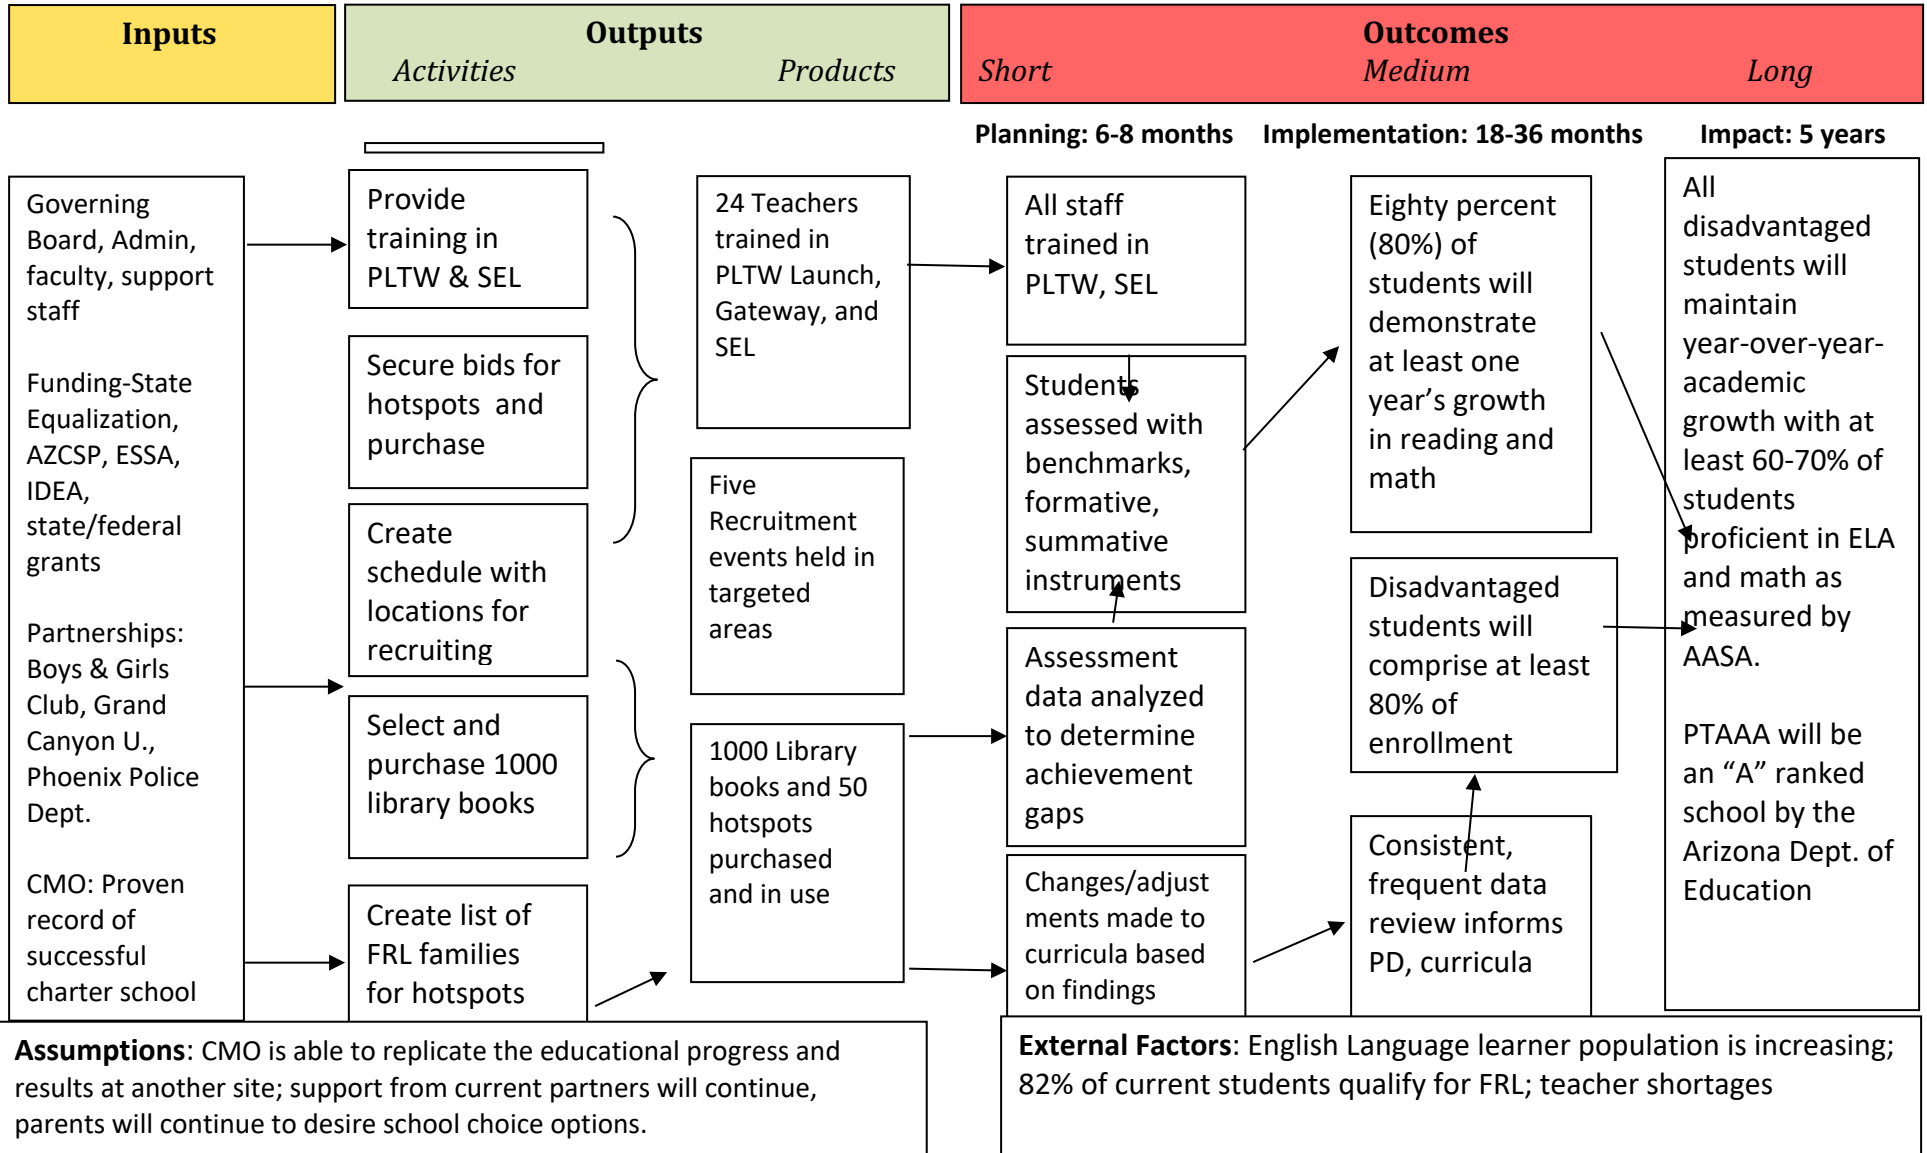 Inputs
Outputs
Activities
Products
Outcomes
Short
Medium
Long
Planning: 6-8 months
Implementation: 18-36 months
Impact: 5 years
Governing
Board, Admin,
faculty, support
staff
Funding-State
Equalization,
AZCSP, ESSA,
IDEA,
state/federal
grants
Partnerships:
Boys & Girls
Club, Grand
Canyon U.,
Phoenix Police
Dept.
CMO: Proven
record of
successful
charter school
Provide
training in
PLTW & SEL
Secure bids for
hotspots and
purchase
Create
schedule with
locations for
recruiting
Select and
purchase 1000
library books
Create list of
FRL families
for hotspots
24 Teachers
trained in
PLTW Launch,
Gateway, and
SEL
Five
Recruitment
events held in
targeted
areas
1000 Library
books and 50
hotspots
purchased
and in use
All staff
trained in
PLTW, SEL
Students
assessed with
benchmarks,
formative,
summative
instruments
Assessment
data analyzed
to determine
achievement
gaps
Changes/adjust
ments made to
curricula based
on findings
Eighty percent
(80%) of
students will
demonstrate
at least one
year’s growth
in reading and
math
Disadvantaged
students will
comprise at least
80% of
enrollment
Consistent,
frequent data
review informs
PD, curricula
All
disadvantaged
students will
maintain
year-over-year-
academic
growth with at
least 60-70% of
students
proficient in ELA
and math as
measured by
AASA.
PTAAA will be
an “A” ranked
school by the
Arizona Dept. of
Education
Assumptions: CMO is able to replicate the educational progress and
results at another site; support from current partners will continue,
parents will continue to desire school choice options.
External Factors: English Language learner population is increasing;
82% of current students qualify for FRL; teacher shortages